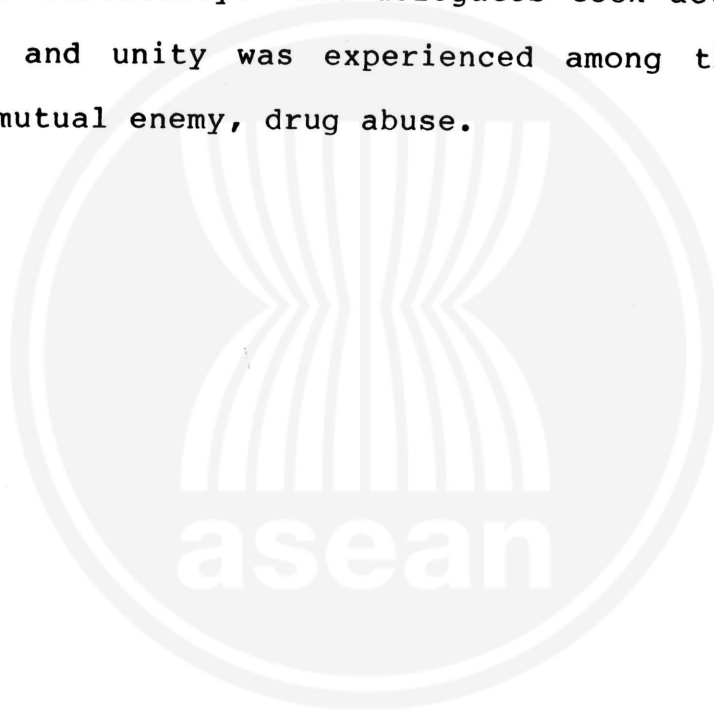 and unity was experienced among
mutual enemy, drug abuse.
asean